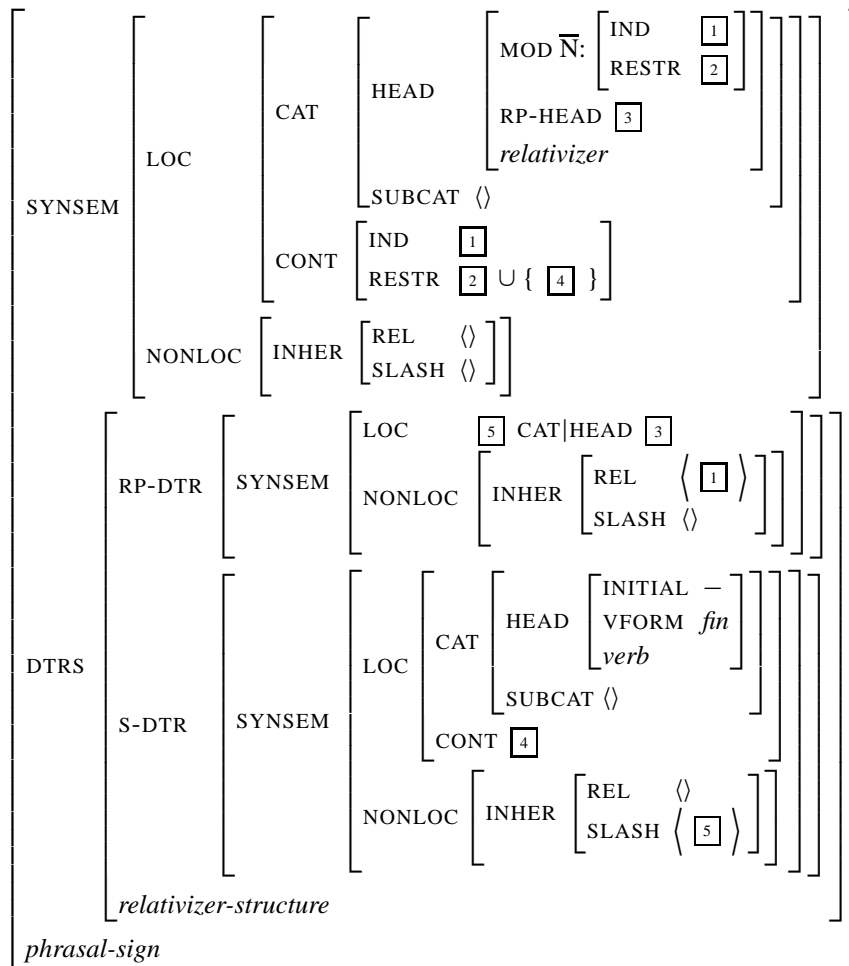 MOD N̅: IND 1
RESTR 2
HEAD
RP-HEAD 3
CAT
relativizer
LOC
SUBCAT ⟨⟩
SYNSEM
IND 1
CONT
RESTR 2 ∪ { 4 }
REL ⟨⟩
NONLOC INHER
SLASH ⟨⟩
LOC 5 CAT|HEAD 3
RP-DTR SYNSEM
REL ⟨ 1 ⟩
NONLOC INHER
SLASH ⟨⟩
INITIAL −
HEAD VFORM fin
CAT
verb
LOC
DTRS
SUBCAT ⟨⟩
S-DTR SYNSEM
CONT 4
REL ⟨⟩
NONLOC INHER
SLASH ⟨ 5 ⟩
relativizer-structure
phrasal-sign